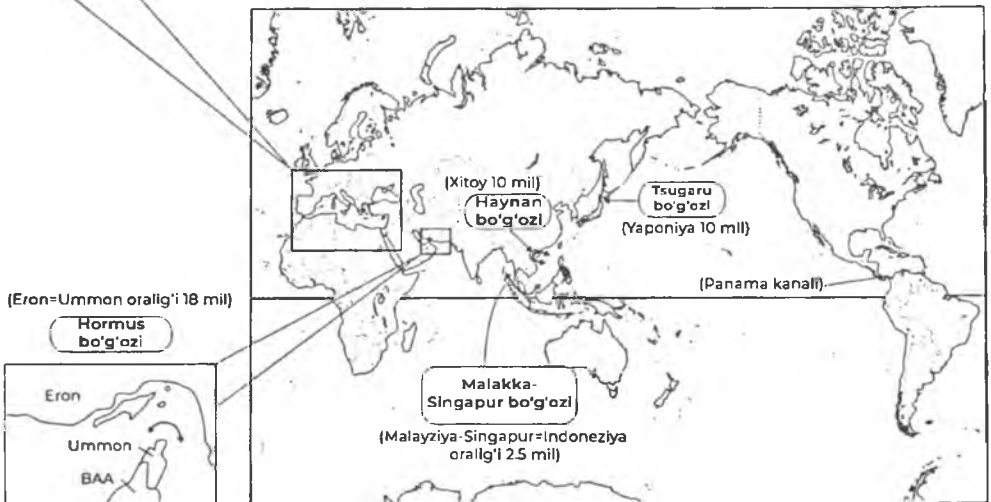 (Xitoy 10 mil)
Haynan
bo'g'ozi
Tsugaru
bo'g'ozi
(Yaponiya 10 mil)
(Panama kanali)
(Eron=Ummon oralig'i 18 mil)
Hormus
bo'g'ozi
Malakka-
Singapur bo'g'ozi
(Malayziya-Singapur=Indoneziya
oralig'i 2.5 mil)
Eron
Ummon
BAA